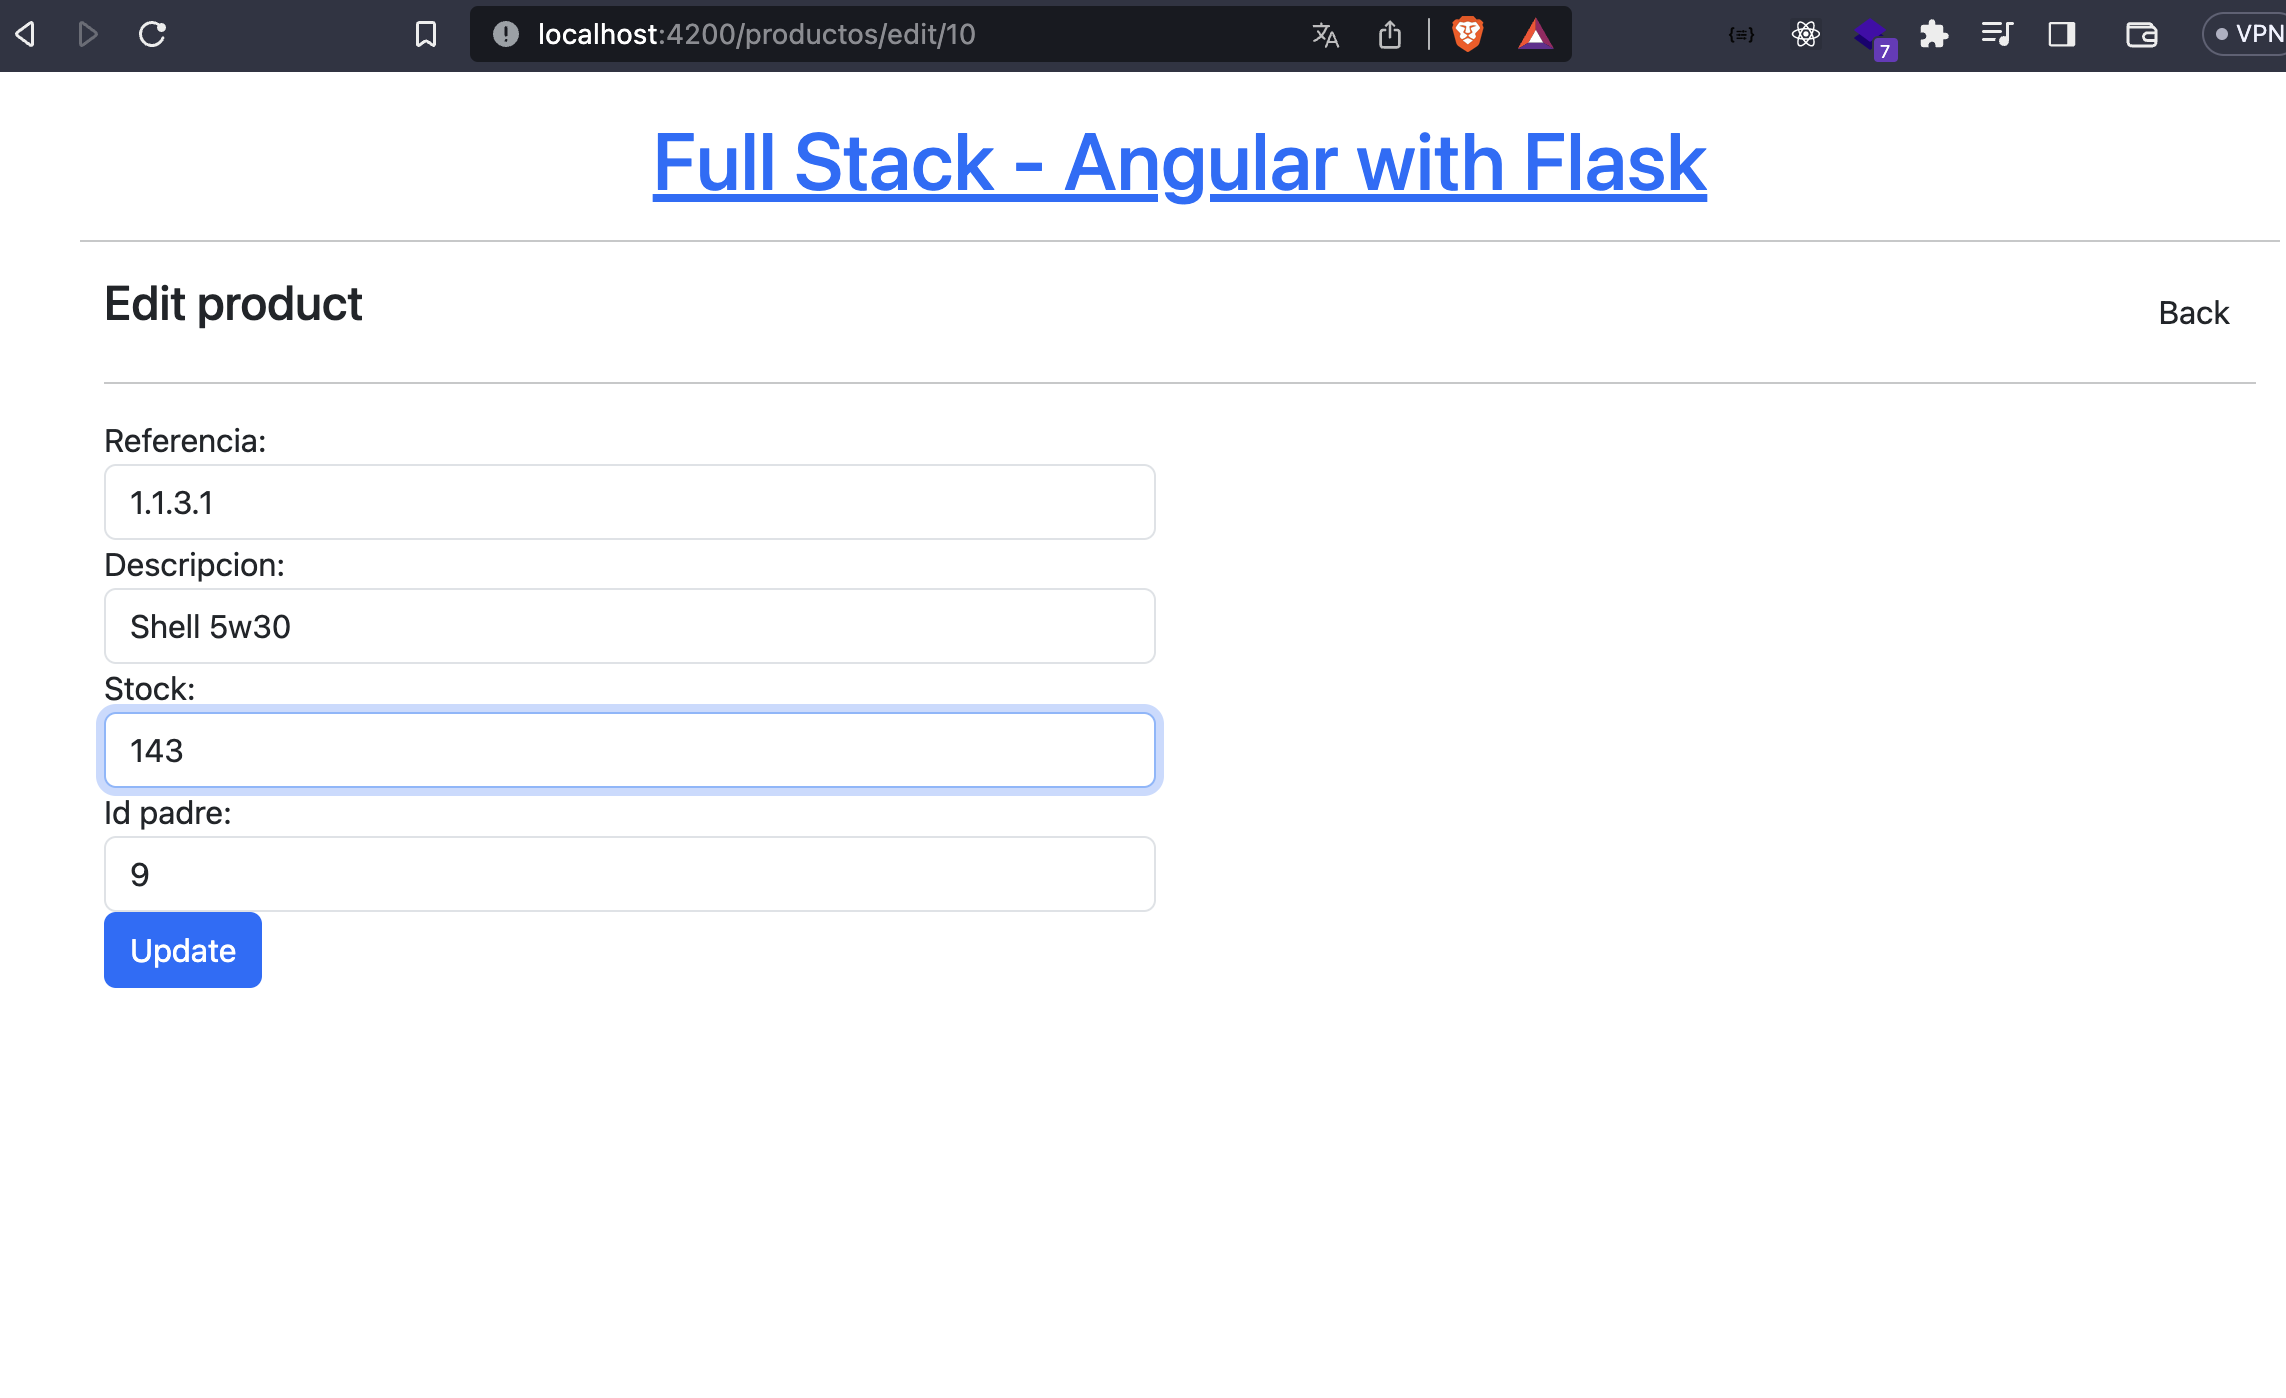 localhost:4200/productos/edit/10
7
VPN
Full Stack - Angular with Flask
Edit product
Back
Referencia:
1.1.3.1
Descripcion:
Shell 5w30
Stock:
143
Id padre:
9
Update